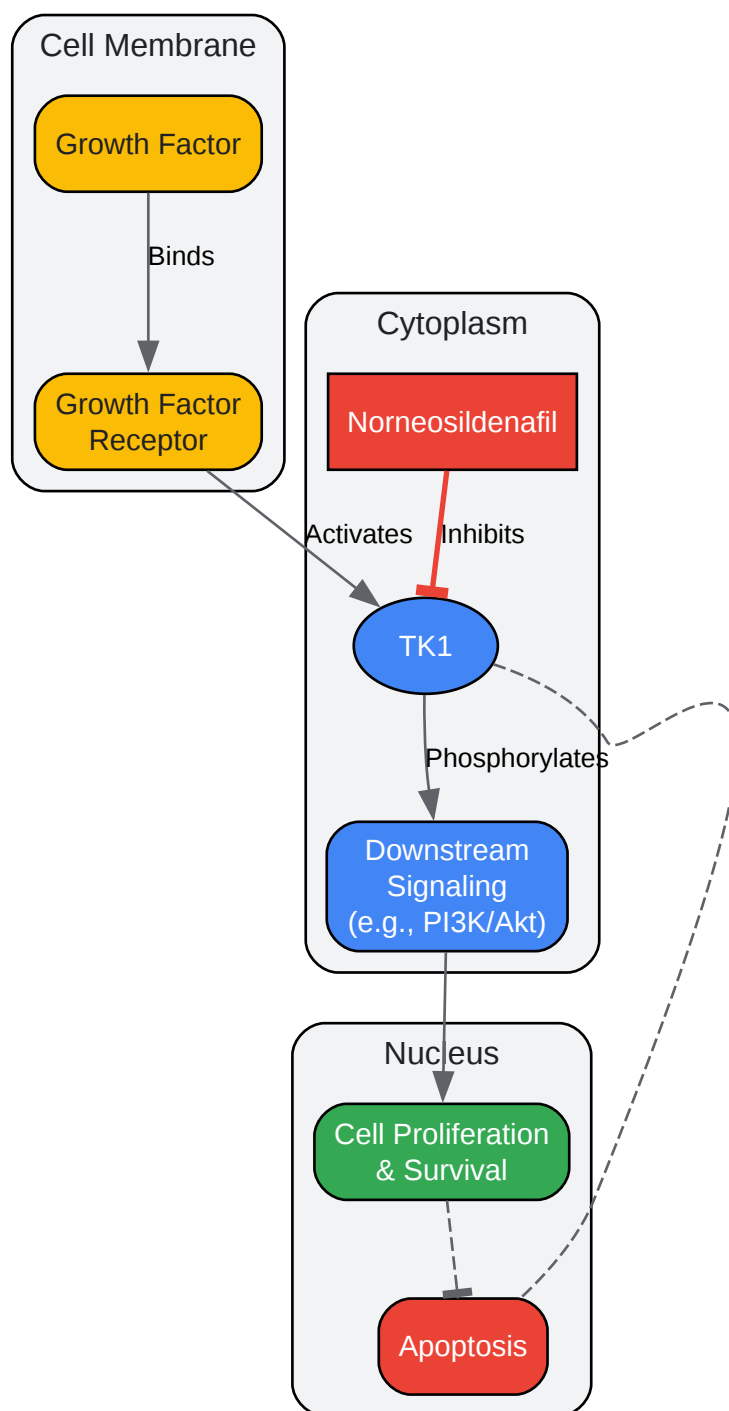 Cell Membrane
Growth Factor
Binds
Growth Factor
Receptor
Cytoplasm
Norneosildenafil
Activates
Inhibits
TK1
Phosphorylates
Downstream
Signaling
(e.g., PI3K/Akt)
Nucleus
Cell Proliferation
& Survival
Apoptosis